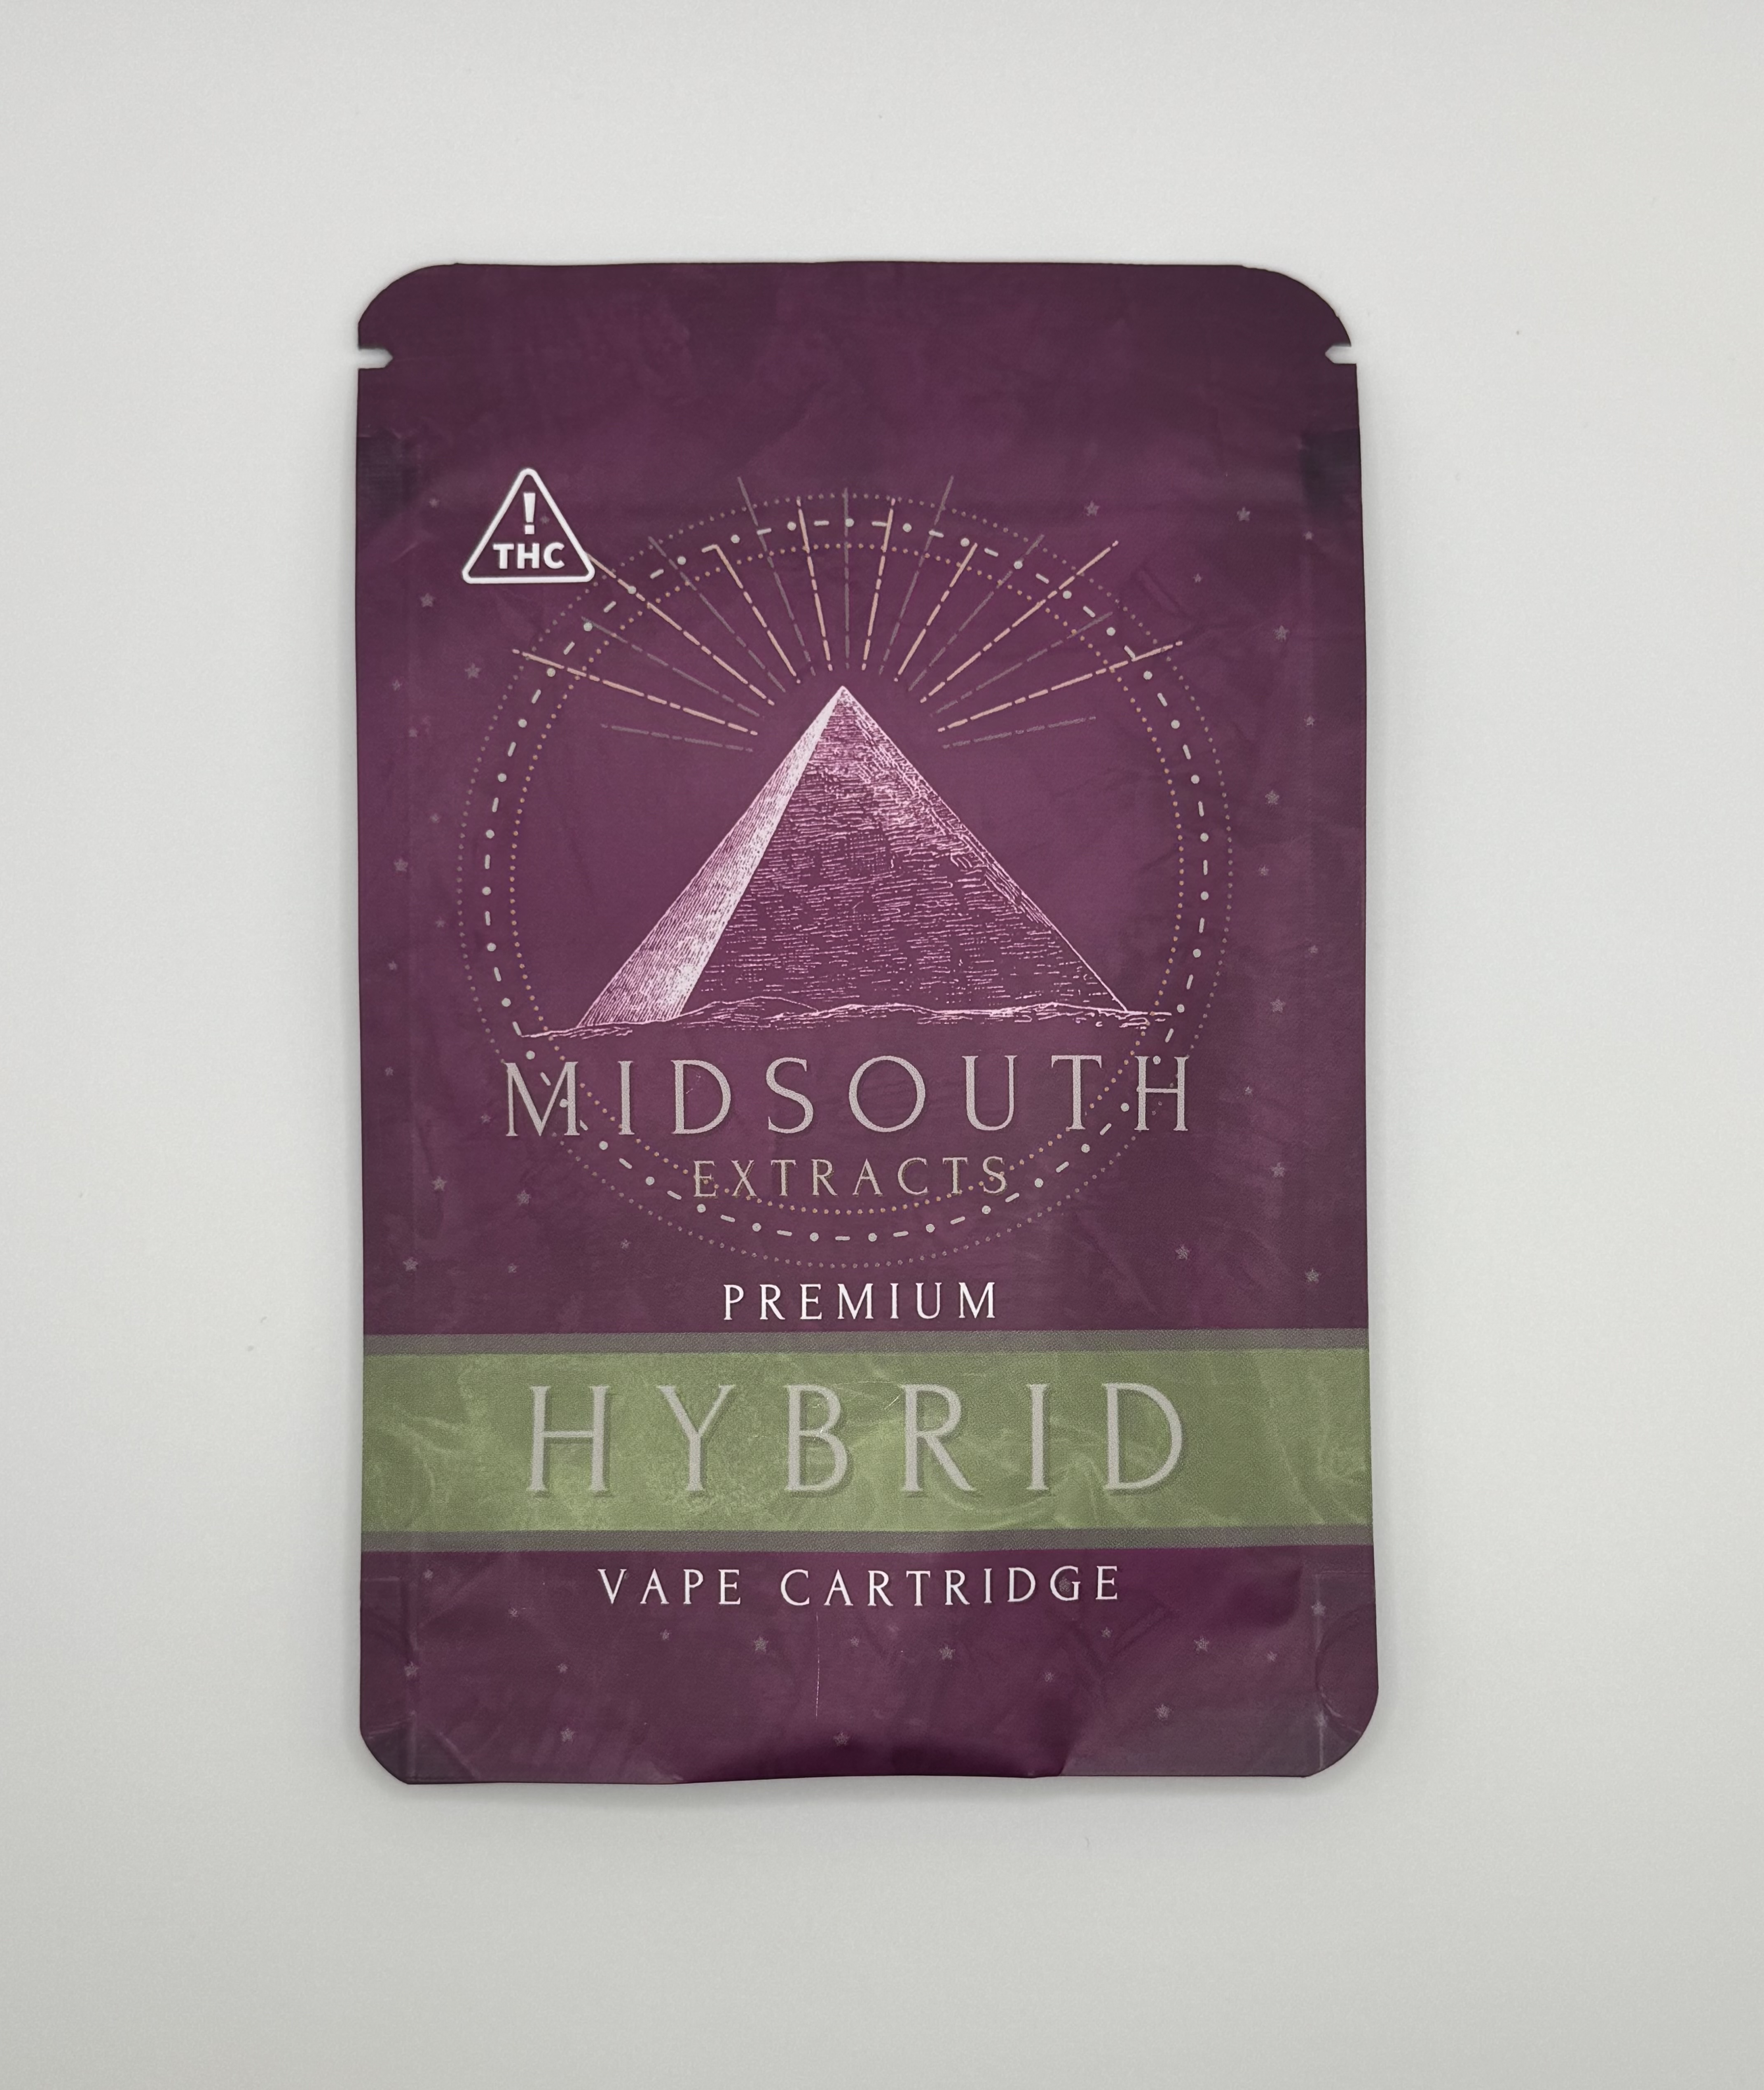 !
THC
MIDSOUTH
EXTRACTS
PREMIUM
HYBRID
VAPE CARTRIDGE